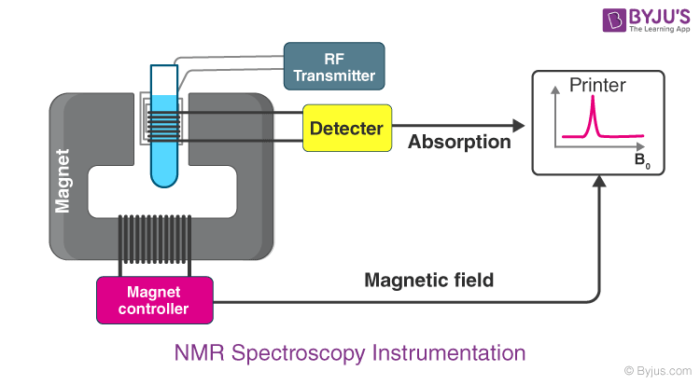 BYJU'S
The Learning App
RF
Transmitter
Printer
Detecter
Absorption
B0
Magnet
Magnetic field
Magnet
controller
NMR Spectroscopy Instrumentation
© Byjus.com